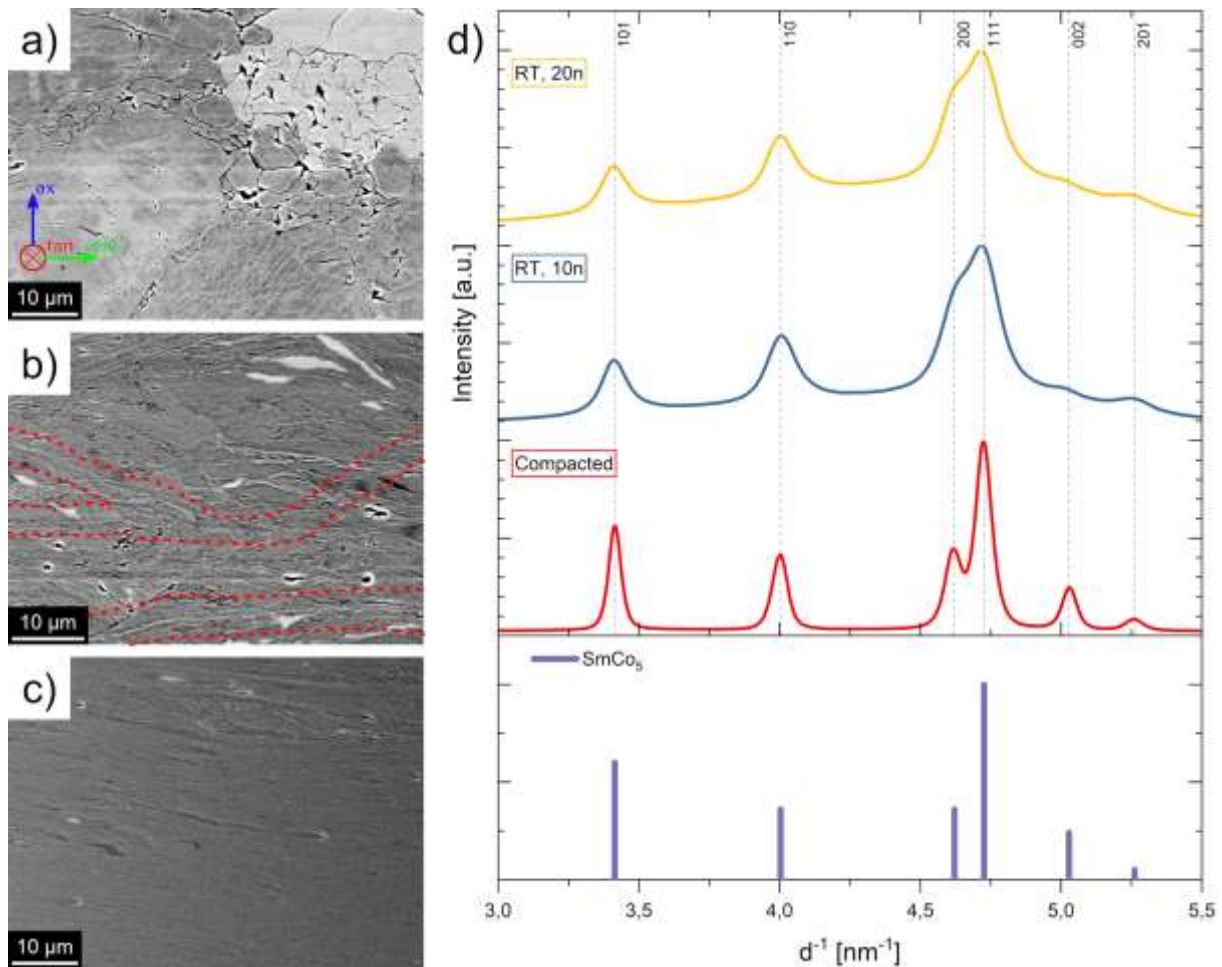 a)
ax
tan
10 µm
b)
10 µm
c)
10 µm
d)
101
110
200
111
002
201
RT, 20n
RT, 10n
Compacted
SmCo₅
Intensity [a.u.]
3,0
3,5
4,0
4,5
5,0
5,5
d⁻¹ [nm⁻¹]